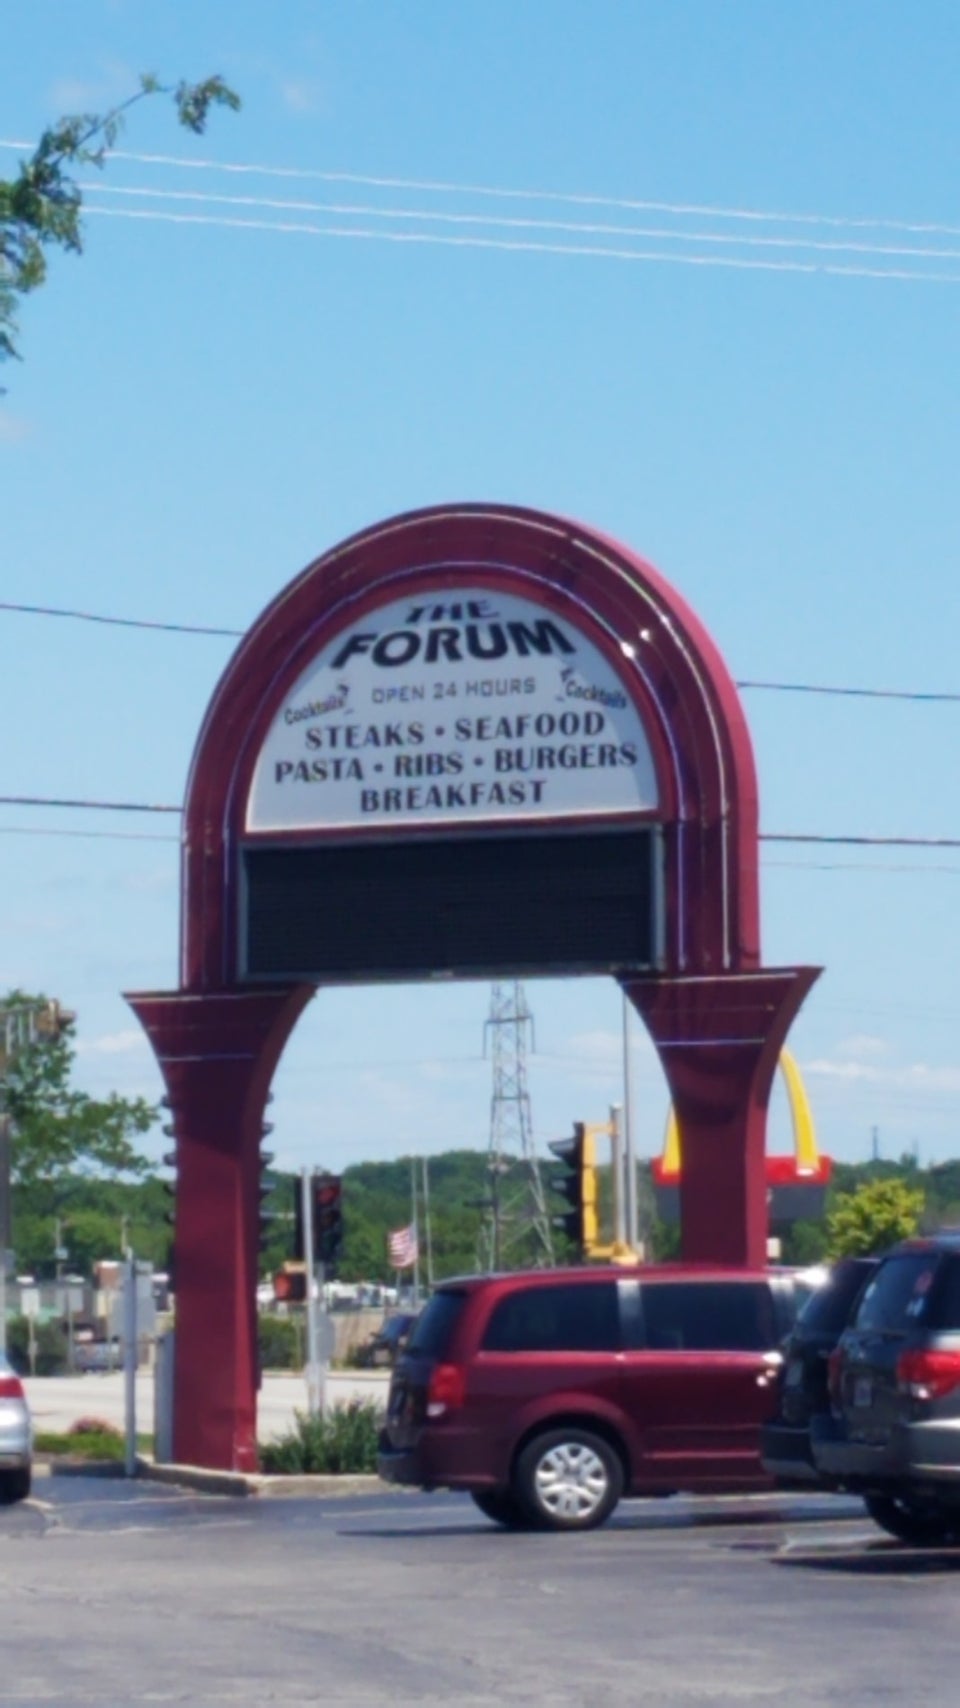 THE
FORUM
OPEN 24 HOURS
Cocktails
Cocktails
STEAKS • SEAFOOD
PASTA • RIBS • BURGERS
BREAKFAST